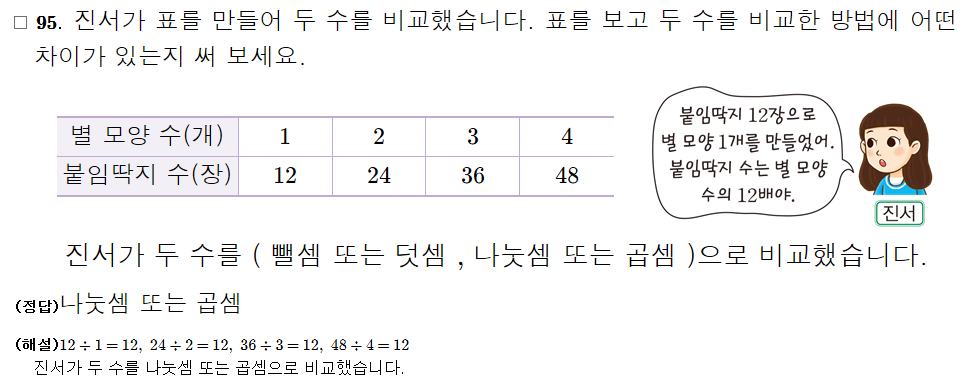 □ 95. 진서가 표를 만들어 두 수를 비교했습니다. 표를 보고 두 수를 비교한 방법에 어떤
차이가 있는지 써 보세요.
별 모양 수(개) 1 2 3 4
붙임딱지 수(장) 12 24 36 48
붙임딱지 12장으로
별 모양 1개를 만들었어.
붙임딱지 수는 별 모양
수의 12배야.
진서
진서가 두 수를 ( 뺄셈 또는 덧셈 , 나눗셈 또는 곱셈 )으로 비교했습니다.
(정답)나눗셈 또는 곱셈
(해설)12÷1=12, 24÷2=12, 36÷3=12, 48÷4=12
진서가 두 수를 나눗셈 또는 곱셈으로 비교했습니다.